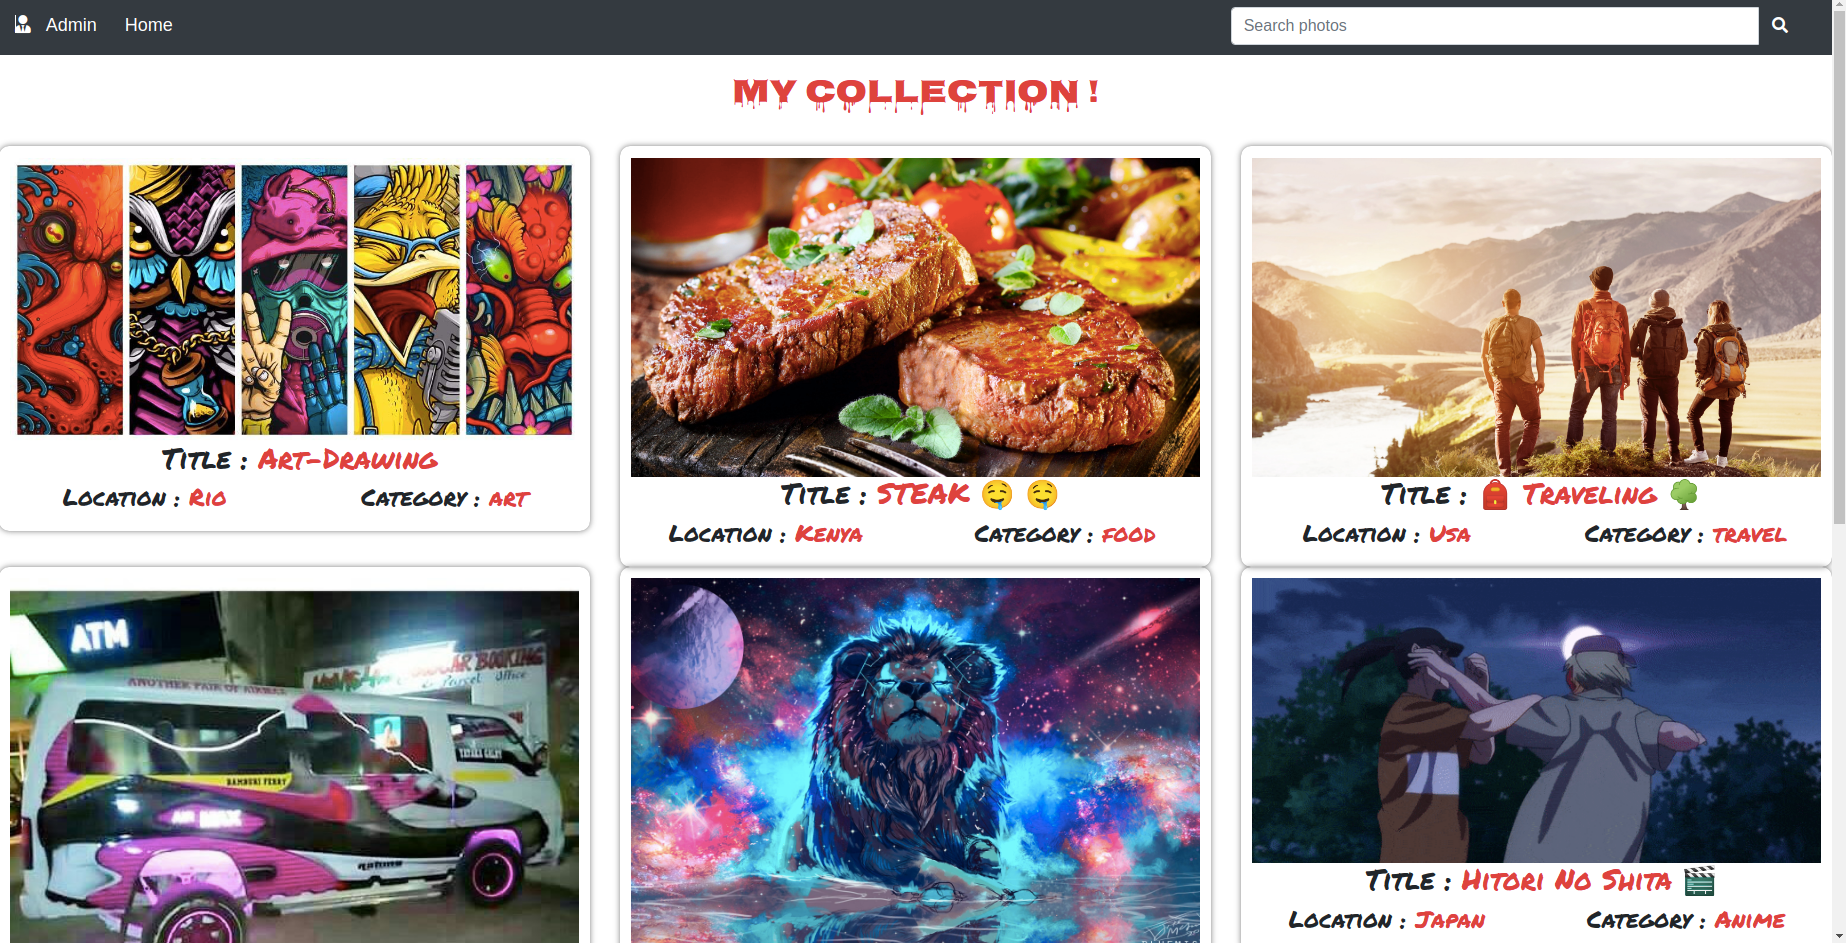 Admin Home Search photos
MY COLLECTION !
Title : Art-Drawing
Location : Rio Category : art
Title : STEAK 🤤 🤤
Location : Kenya Category : food
Title : 🎒 Traveling 🌳
Location : Usa Category : travel
ATM
BOOKING
& Parcel Office
ANOTHER PAIR OF AIRMAX
BAMBURI FERRY
AIR MAX
Title : Hitori No Shita 🎬
Location : Japan Category : Anime